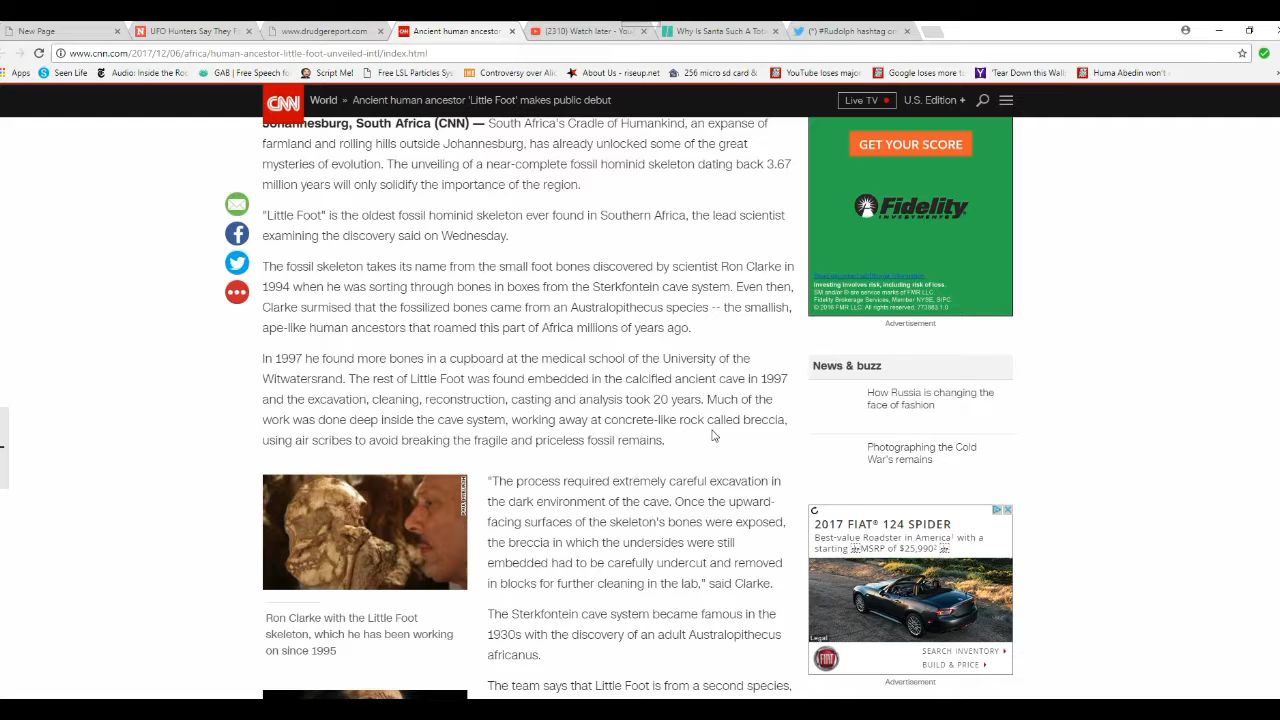 New Page
UFO Hunters Say They F
www.drudgereport.com
Ancient human ancestor
(2310) Watch later - You
Why Is Santa Such A Tota
(*) #Rudolph hashtag on
www.cnn.com/2017/12/06/africa/human-ancestor-little-foot-unveiled-intl/index.html
Apps
Seen Life
Audio: Inside the Roc
GAB | Free Speech fo
Script Mel
Free LSL Particles Sys
Controversy over Alic
About Us - riseup.net
256 micro sd card &
YouTube loses major
Google loses more to
'Tear Down this Wall
Huma Abedin won't
CNN
World » Ancient human ancestor 'Little Foot' makes public debut
Live TV
U.S. Edition +
Johannesburg, South Africa (CNN) — South Africa's Cradle of Humankind, an expanse of
farmland and rolling hills outside Johannesburg, has already unlocked some of the great
mysteries of evolution. The unveiling of a near-complete fossil hominid skeleton dating back 3.67
million years will only solidify the importance of the region.
"Little Foot" is the oldest fossil hominid skeleton ever found in Southern Africa, the lead scientist
examining the discovery said on Wednesday.
The fossil skeleton takes its name from the small foot bones discovered by scientist Ron Clarke in
1994 when he was sorting through bones in boxes from the Sterkfontein cave system. Even then,
Clarke surmised that the fossilized bones came from an Australopithecus species -- the smallish,
ape-like human ancestors that roamed this part of Africa millions of years ago.
In 1997 he found more bones in a cupboard at the medical school of the University of the
Witwatersrand. The rest of Little Foot was found embedded in the calcified ancient cave in 1997
and the excavation, cleaning, reconstruction, casting and analysis took 20 years. Much of the
work was done deep inside the cave system, working away at concrete-like rock called breccia,
using air scribes to avoid breaking the fragile and priceless fossil remains.
"The process required extremely careful excavation in
the dark environment of the cave. Once the upward-
facing surfaces of the skeleton's bones were exposed,
the breccia in which the undersides were still
embedded had to be carefully undercut and removed
in blocks for further cleaning in the lab," said Clarke.
Ron Clarke with the Little Foot
skeleton, which he has been working
on since 1995
The Sterkfontein cave system became famous in the
1930s with the discovery of an adult Australopithecus
africanus.
The team says that Little Foot is from a second species,
GET YOUR SCORE
Fidelity
INVESTMENTS
Investing involves risk, including risk of loss.
SM and/or ® are service marks of FMR LLC.
Fidelity Brokerage Services, Member NYSE, SIPC.
© 2016 FMR LLC. All rights reserved. 773883.1.0
Advertisement
News & buzz
How Russia is changing the
face of fashion
Photographing the Cold
War's remains
2017 FIAT® 124 SPIDER
Best-value Roadster in America¹ with a
starting MSRP of $25,990²
Legal
FIAT
SEARCH INVENTORY
BUILD & PRICE
Advertisement